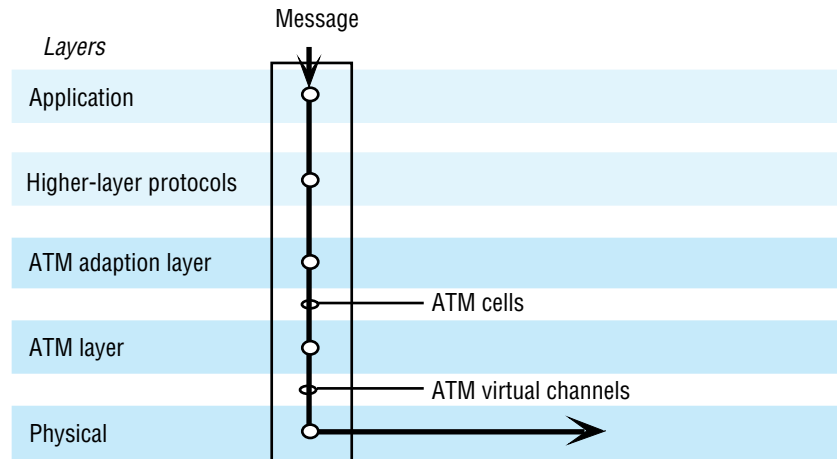 Message
Layers
Application
Higher-layer protocols
ATM adaption layer
ATM cells
ATM layer
ATM virtual channels
Physical